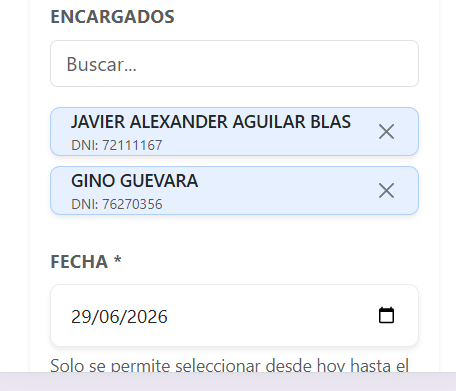 ENCARGADOS
Buscar...
JAVIER ALEXANDER AGUILAR BLAS
DNI: 72111167
GINO GUEVARA
DNI: 76270356
FECHA *
29/06/2026
Solo se permite seleccionar desde hoy hasta el